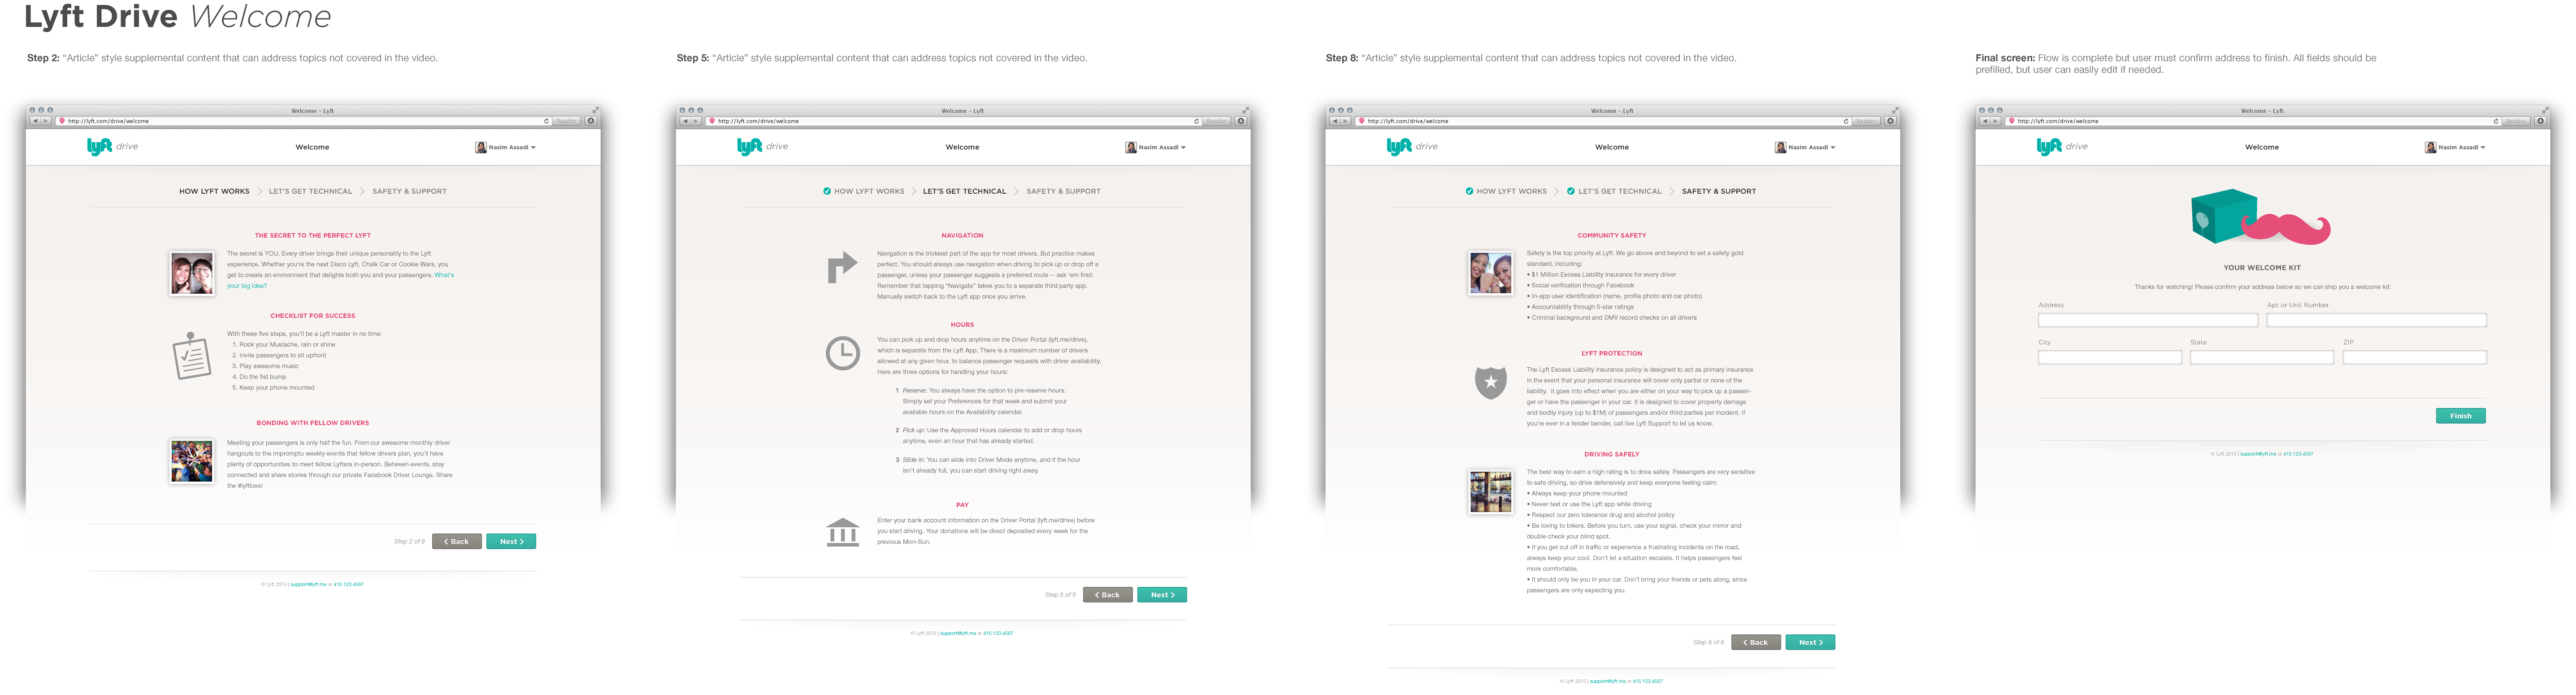 Lyft Drive Welcome
Step 2: “Article” style supplemental content that can address topics not covered in the video.
Welcome – Lyft
http://lyft.com/drive/welcome
Reader
lyft drive
Welcome
Nasim Assadi
HOW LYFT WORKS
LET'S GET TECHNICAL
SAFETY & SUPPORT
THE SECRET TO THE PERFECT LYFT
The secret is YOU. Every driver brings their unique personality to the Lyft
experience. Whether you're the next Disco Lyft, Chalk Car or Cookie Wars, you
get to create an environment that delights both you and your passengers. What's
your big idea?
CHECKLIST FOR SUCCESS
With these five steps, you'll be a Lyft master in no time:
1. Rock your Mustache, rain or shine
2. Invite passengers to sit upfront
3. Play awesome music
4. Do the fist bump
5. Keep your phone mounted
BONDING WITH FELLOW DRIVERS
Meeting your passengers is only half the fun. From our awesome monthly driver
hangouts to the impromptu weekly events that fellow drivers plan, you'll have
plenty of opportunities to meet fellow Lyfters in-person. Between events, stay
connected and share stories through our private Facebook Driver Lounge. Share
the #lyftlove!
Step 2 of 9
Back
Next
© Lyft 2013 | support@lyft.me or 415.123.4567
Step 5: “Article” style supplemental content that can address topics not covered in the video.
Welcome – Lyft
http://lyft.com/drive/welcome
Reader
lyft drive
Welcome
Nasim Assadi
HOW LYFT WORKS
LET'S GET TECHNICAL
SAFETY & SUPPORT
NAVIGATION
Navigation is the trickiest part of the app for most drivers. But practice makes
perfect. You should always use navigation when driving to pick up or drop off a
passenger, unless your passenger suggests a preferred route -- ask 'em first!
Remember that tapping “Navigate” takes you to a separate third party app.
Manually switch back to the Lyft app once you arrive.
HOURS
You can pick up and drop hours anytime on the Driver Portal (lyft.me/drive),
which is separate from the Lyft App. There is a maximum number of drivers
allowed at any given hour, to balance passenger requests with driver availability.
Here are three options for handling your hours:
1 Reserve: You always have the option to pre-reserve hours.
Simply set your Preferences for that week and submit your
available hours on the Availability calendar.
2 Pick up: Use the Approved Hours calendar to add or drop hours
anytime, even an hour that has already started.
3 Slide in: You can slide into Driver Mode anytime, and if the hour
isn't already full, you can start driving right away.
PAY
Enter your bank account information on the Driver Portal (lyft.me/drive) before
you start driving. Your donations will be direct deposited every week for the
previous Mon-Sun.
Step 5 of 9
Back
Next
© Lyft 2013 | support@lyft.me or 415.123.4567
Step 8: “Article” style supplemental content that can address topics not covered in the video.
Welcome – Lyft
http://lyft.com/drive/welcome
Reader
lyft drive
Welcome
Nasim Assadi
HOW LYFT WORKS
LET'S GET TECHNICAL
SAFETY & SUPPORT
COMMUNITY SAFETY
Safety is the top priority at Lyft. We go above and beyond to set a safety gold
standard, including:
• $1 Million Excess Liability Insurance for every driver
• Social verification through Facebook
• In-app user identification (name, profile photo and car photo)
• Accountability through 5-star ratings
• Criminal background and DMV record checks on all drivers
LYFT PROTECTION
The Lyft Excess Liability Insurance policy is designed to act as primary insurance
in the event that your personal insurance will cover only partial or none of the
liability. It goes into effect when you are either on your way to pick up a passen-
ger or have the passenger in your car. It is designed to cover property damage
and bodily injury (up to $1M) of passengers and/or third parties per incident. If
you're ever in a fender bender, call live Lyft Support to let us know.
DRIVING SAFELY
The best way to earn a high rating is to drive safely. Passengers are very sensitive
to safe driving, so drive defensively and keep everyone feeling calm:
• Always keep your phone mounted
• Never text or use the Lyft app while driving
• Respect our zero tolerance drug and alcohol policy
• Be loving to bikers. Before you turn, use your signal, check your mirror and
double check your blind spot.
• If you get cut off in traffic or experience a frustrating incidents on the road,
always keep your cool. Don't let a situation escalate. It helps passengers feel
more comfortable.
• It should only be you in your car. Don't bring your friends or pets along, since
passengers are only expecting you.
Step 8 of 9
Back
Next
© Lyft 2013 | support@lyft.me or 415.123.4567
Final screen: Flow is complete but user must confirm address to finish. All fields should be
prefilled, but user can easily edit if needed.
Welcome – Lyft
http://lyft.com/drive/welcome
Reader
lyft drive
Welcome
Nasim Assadi
YOUR WELCOME KIT
Thanks for watching! Please confirm your address below so we can ship you a welcome kit:
Address
Apt or Unit Number
City
State
ZIP
Finish
© Lyft 2013 | support@lyft.me or 415.123.4567